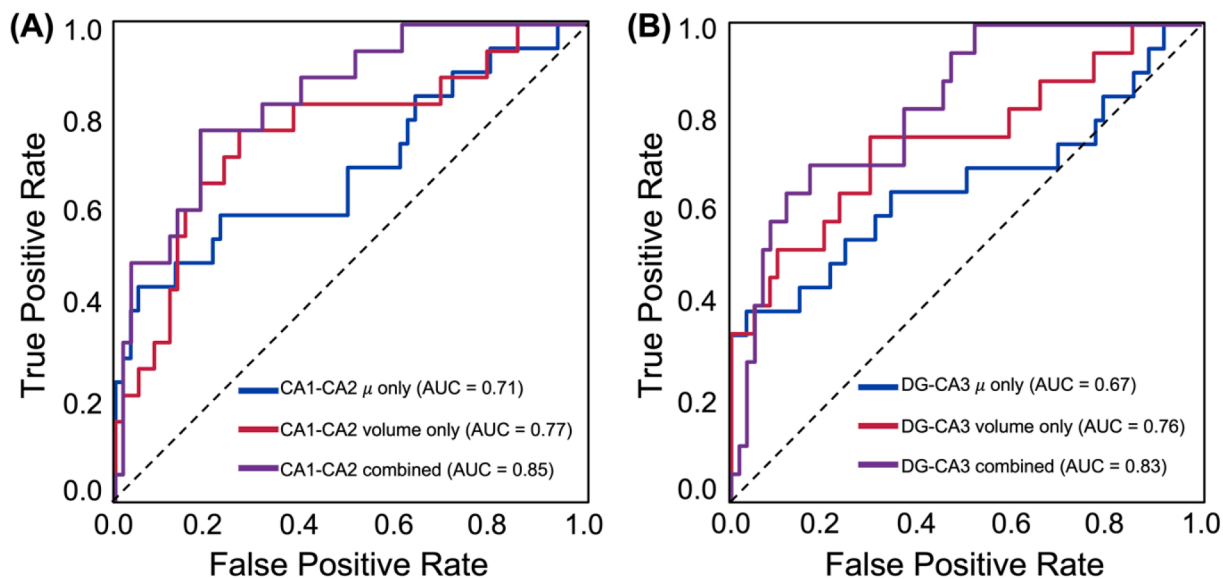 (A)
True Positive Rate
1.0
0.8
0.6
0.4
0.2
0.0
CA1-CA2 μ only (AUC = 0.71)
CA1-CA2 volume only (AUC = 0.77)
CA1-CA2 combined (AUC = 0.85)
0.0 0.2 0.4 0.6 0.8 1.0
False Positive Rate
(B)
True Positive Rate
1.0
0.8
0.6
0.4
0.2
0.0
DG-CA3 μ only (AUC = 0.67)
DG-CA3 volume only (AUC = 0.76)
DG-CA3 combined (AUC = 0.83)
0.0 0.2 0.4 0.6 0.8 1.0
False Positive Rate